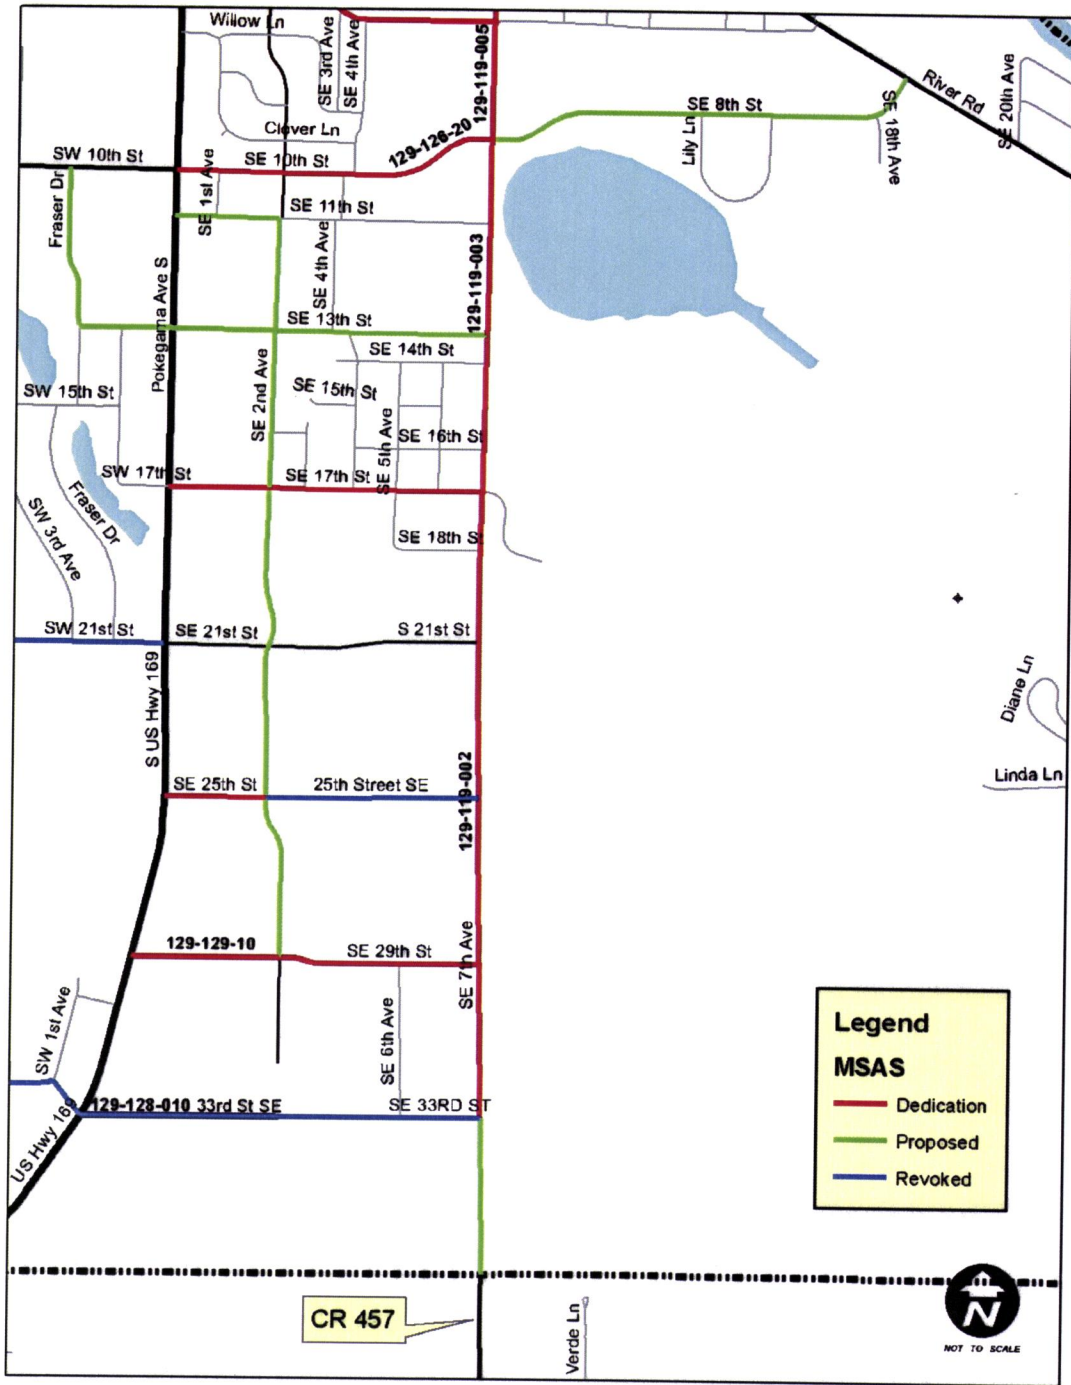 Willow Ln
SE 3rd Ave
SE 4th Ave
129-119-005
River Rd
SE 20th Ave
SE 8th St
Lily Ln
SE 18th Ave
Clover Ln
129-126-20
SW 10th St
SE 10th St
SE 1st Ave
Fraser Dr
SE 11th St
SE 4th Ave
129-119-003
Pokegama Ave S
SE 13th St
SE 14th St
SE 2nd Ave
SE 15th St
SW 15th St
SE 5th Ave
SE 16th St
SW 17th St
SE 17th St
Fraser Dr
SW 3rd Ave
SE 18th St
SW 21st St
SE 21st St
S 21st St
S US Hwy 169
Diane Ln
Linda Ln
SE 25th St
25th Street SE
129-119-002
129-129-10
SE 29th St
SE 7th Ave
SW 1st Ave
SE 6th Ave
129-128-010 33rd St SE
SE 33RD ST
US Hwy 169
Legend
MSAS
Dedication
Proposed
Revoked
CR 457
Verde Ln
N
NOT TO SCALE